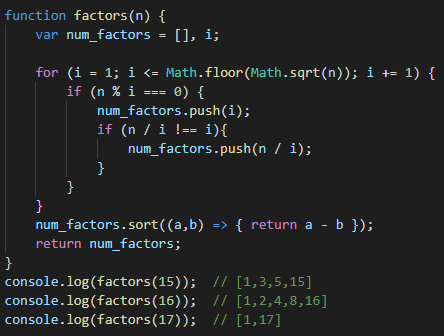 function factors(n) {
    var num_factors = [], i;

    for (i = 1; i <= Math.floor(Math.sqrt(n)); i += 1) {
        if (n % i === 0) {
            num_factors.push(i);
            if (n / i !== i){
                num_factors.push(n / i);
            }
        }
    }
    num_factors.sort((a,b) => { return a - b });
    return num_factors;
}
console.log(factors(15));  // [1,3,5,15]
console.log(factors(16));  // [1,2,4,8,16]
console.log(factors(17));  // [1,17]